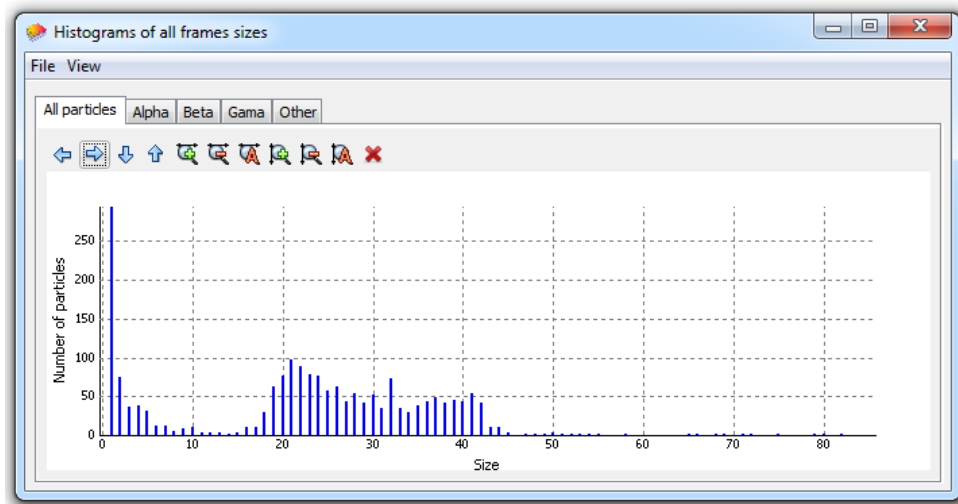 Histograms of all frames sizes
File View
All particles Alpha Beta Gama Other
Number of particles
250
200
150
100
50
0
0 10 20 30 40 50 60 70 80
Size